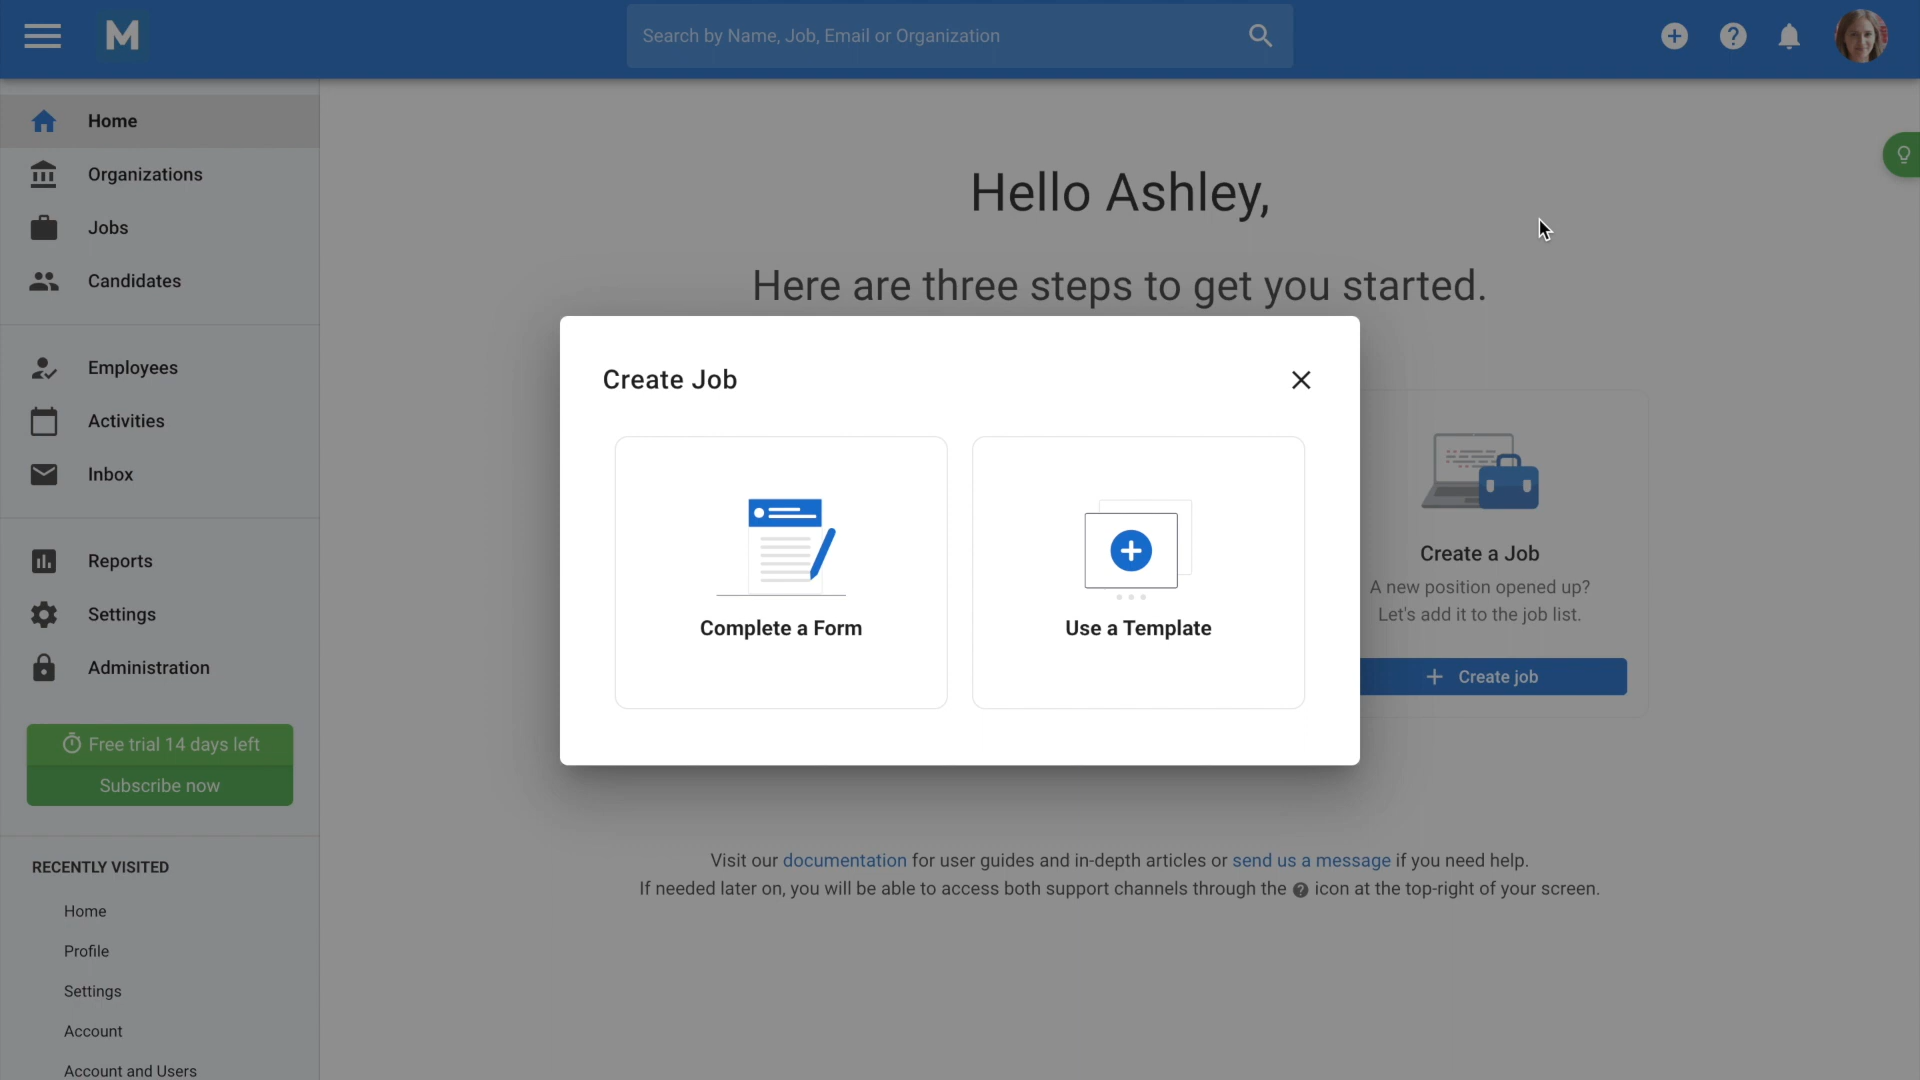 M
Search by Name, Job, Email or Organization
Home
Organizations
Jobs
Candidates
Employees
Activities
Inbox
Reports
Settings
Administration
Free trial 14 days left
Subscribe now
RECENTLY VISITED
Home
Profile
Settings
Account
Account and Users
Hello Ashley,
Here are three steps to get you started.
Create Job
Complete a Form
Use a Template
Create a Job
A new position opened up?
Let's add it to the job list.
Create job
Visit our documentation for user guides and in-depth articles or send us a message if you need help.
If needed later on, you will be able to access both support channels through the ? icon at the top-right of your screen.